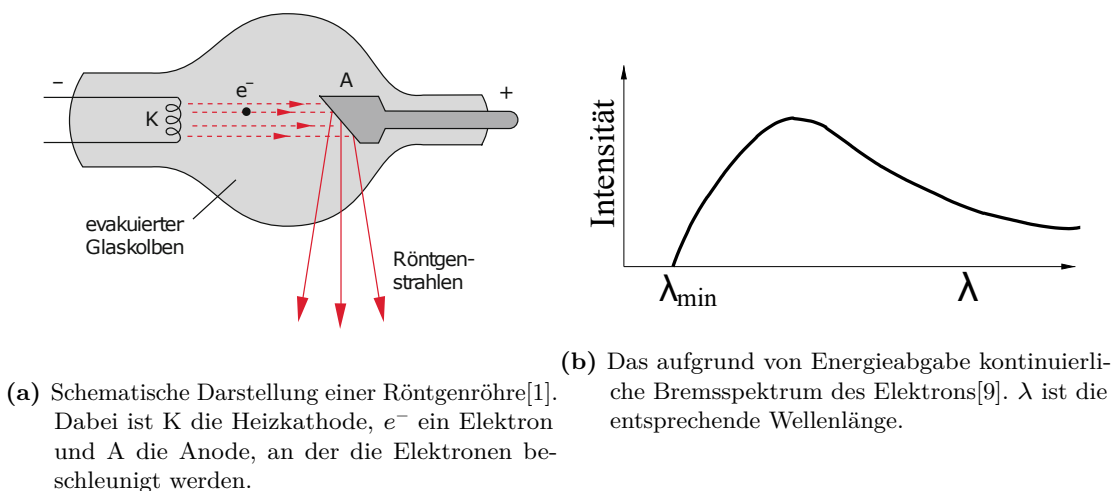 −
e−
A
+
K
evakuierter
Glaskolben
Röntgen-
strahlen
Intensität
λmin
λ
(a) Schematische Darstellung einer Röntgenröhre[1].
Dabei ist K die Heizkathode, e− ein Elektron
und A die Anode, an der die Elektronen be-
schleunigt werden.
(b) Das aufgrund von Energieabgabe kontinuierli-
che Bremsspektrum des Elektrons[9]. λ ist die
entsprechende Wellenlänge.